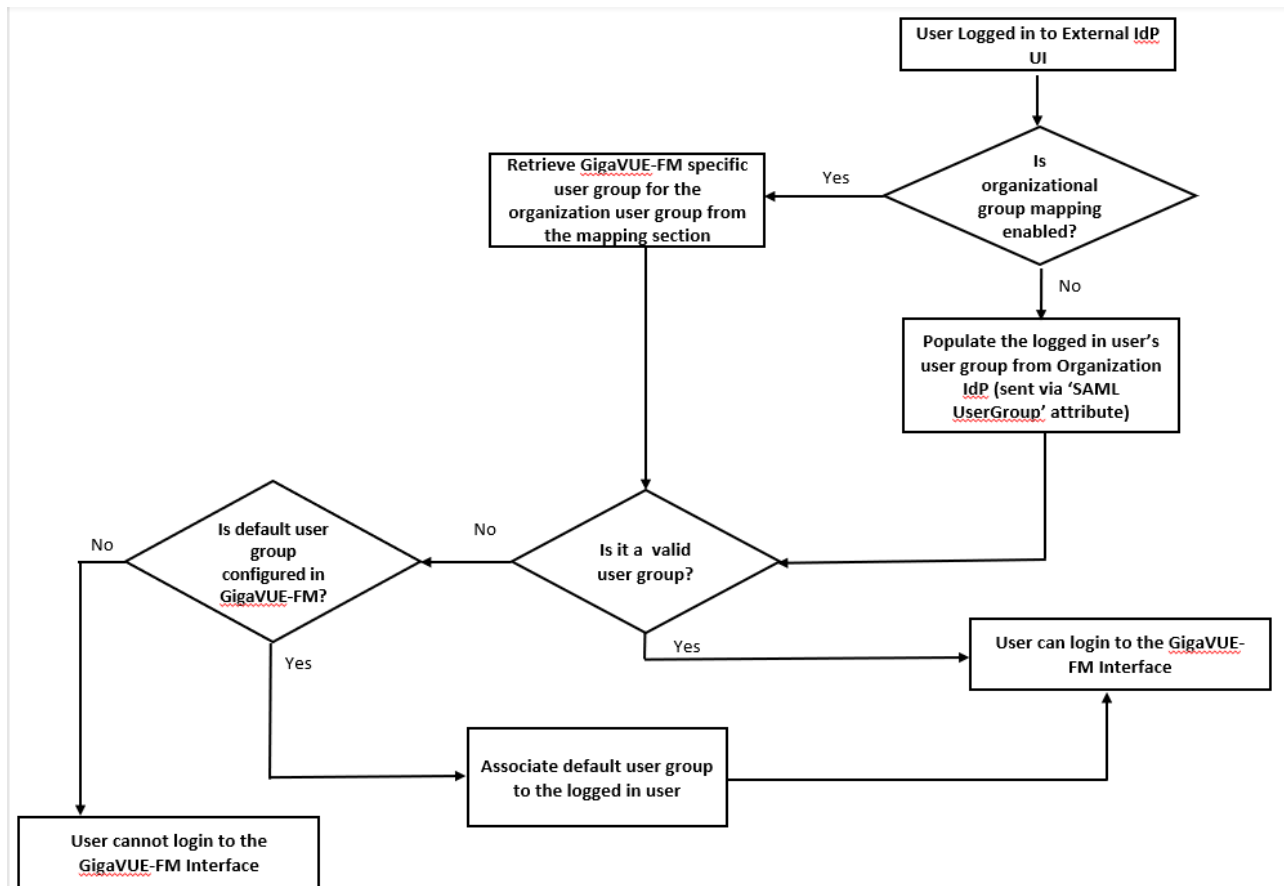 User Logged in to External IdP
UI
Is
organizational
group mapping
enabled?
Yes
Retrieve GigaVUE-FM specific
user group for the
organization user group from
the mapping section
No
Populate the logged in user's
user group from Organization
IdP (sent via 'SAML
UserGroup' attribute)
Is it a valid
user group?
No
Is default user
group
configured in
GigaVUE-FM?
No
Yes
Yes
User can login to the GigaVUE-
FM Interface
Associate default user group
to the logged in user
User cannot login to the
GigaVUE-FM Interface